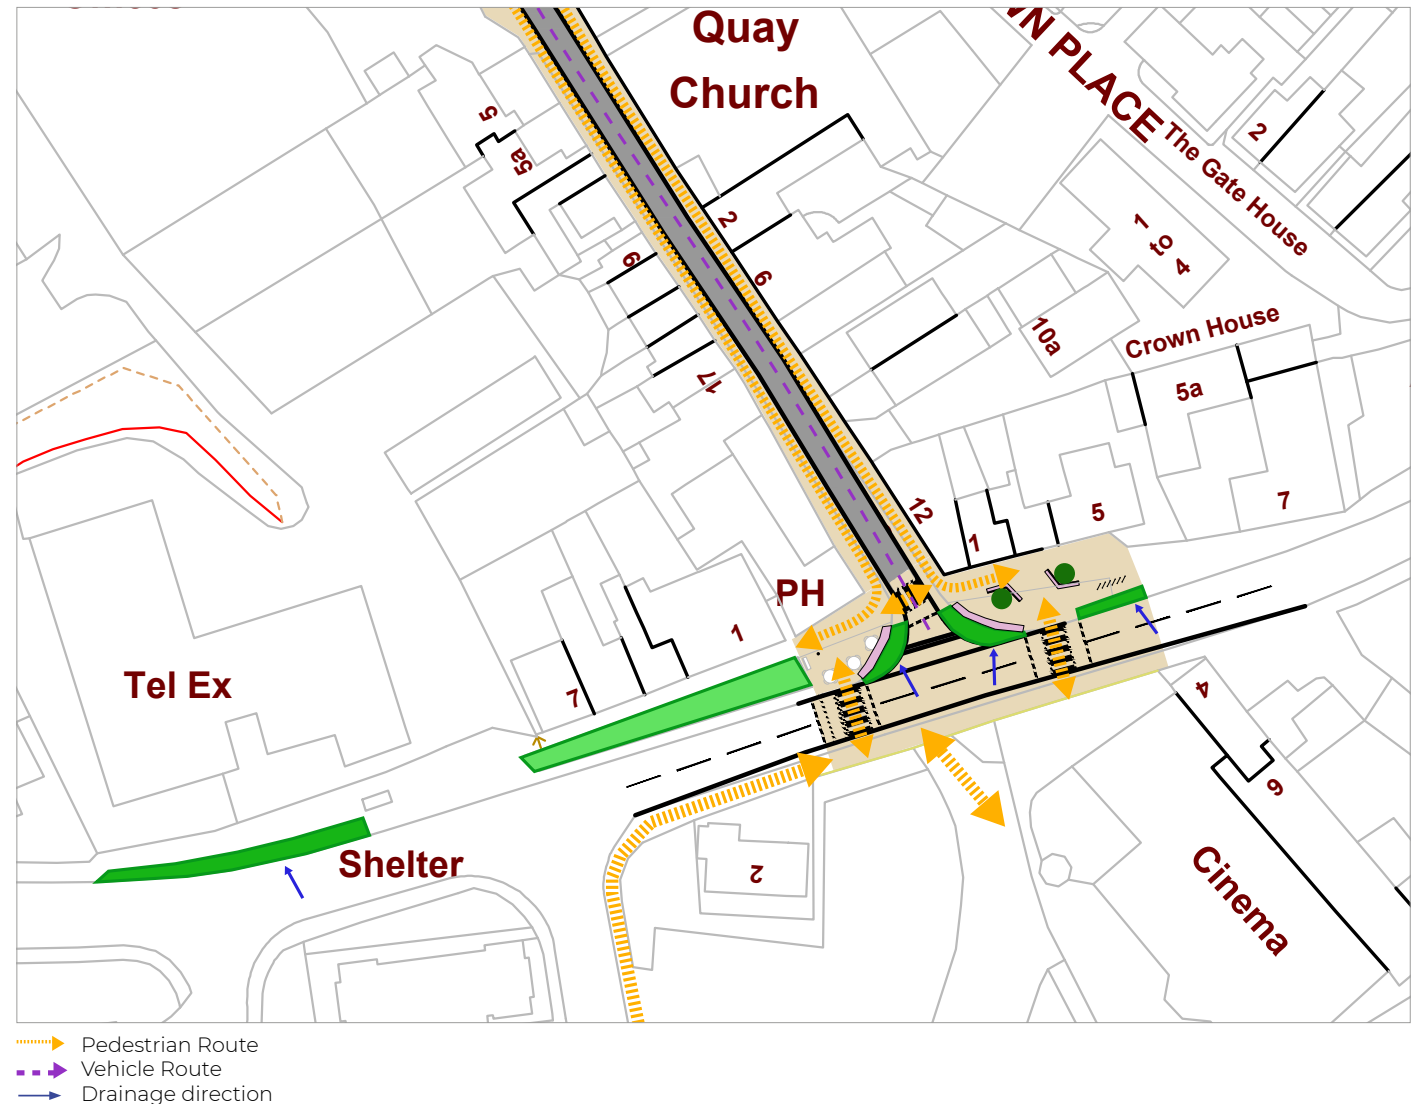 Quay
Church
WN PLACE
The Gate House
2
5
5a
2
6
6
17
1 to 4
10a
Crown House
5a
7
5
12
1
PH
1
7
Tel Ex
Shelter
2
4
6
Cinema
Pedestrian Route
Vehicle Route
Drainage direction